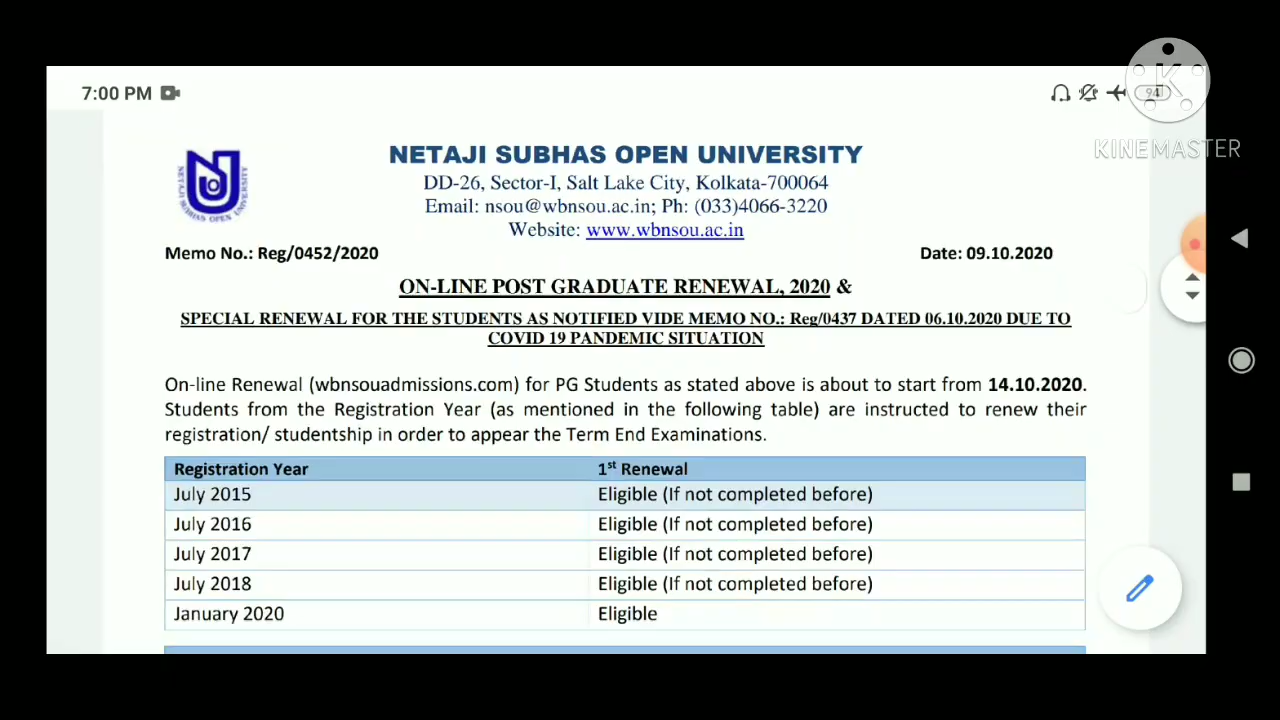 7:00 PM
94
KINEMASTER
NETAJI SUBHAS OPEN UNIVERSITY
NETAJI SUBHAS OPEN UNIVERSITY
DD-26, Sector-I, Salt Lake City, Kolkata-700064
Email: nsou@wbnsou.ac.in; Ph: (033)4066-3220
Website: www.wbnsou.ac.in
Memo No.: Reg/0452/2020 Date: 09.10.2020
ON-LINE POST GRADUATE RENEWAL, 2020 &
SPECIAL RENEWAL FOR THE STUDENTS AS NOTIFIED VIDE MEMO NO.: Reg/0437 DATED 06.10.2020 DUE TO
COVID 19 PANDEMIC SITUATION
On-line Renewal (wbnsouadmissions.com) for PG Students as stated above is about to start from 14.10.2020.
Students from the Registration Year (as mentioned in the following table) are instructed to renew their
registration/ studentship in order to appear the Term End Examinations.
Registration Year 1st Renewal
July 2015 Eligible (If not completed before)
July 2016 Eligible (If not completed before)
July 2017 Eligible (If not completed before)
July 2018 Eligible (If not completed before)
January 2020 Eligible